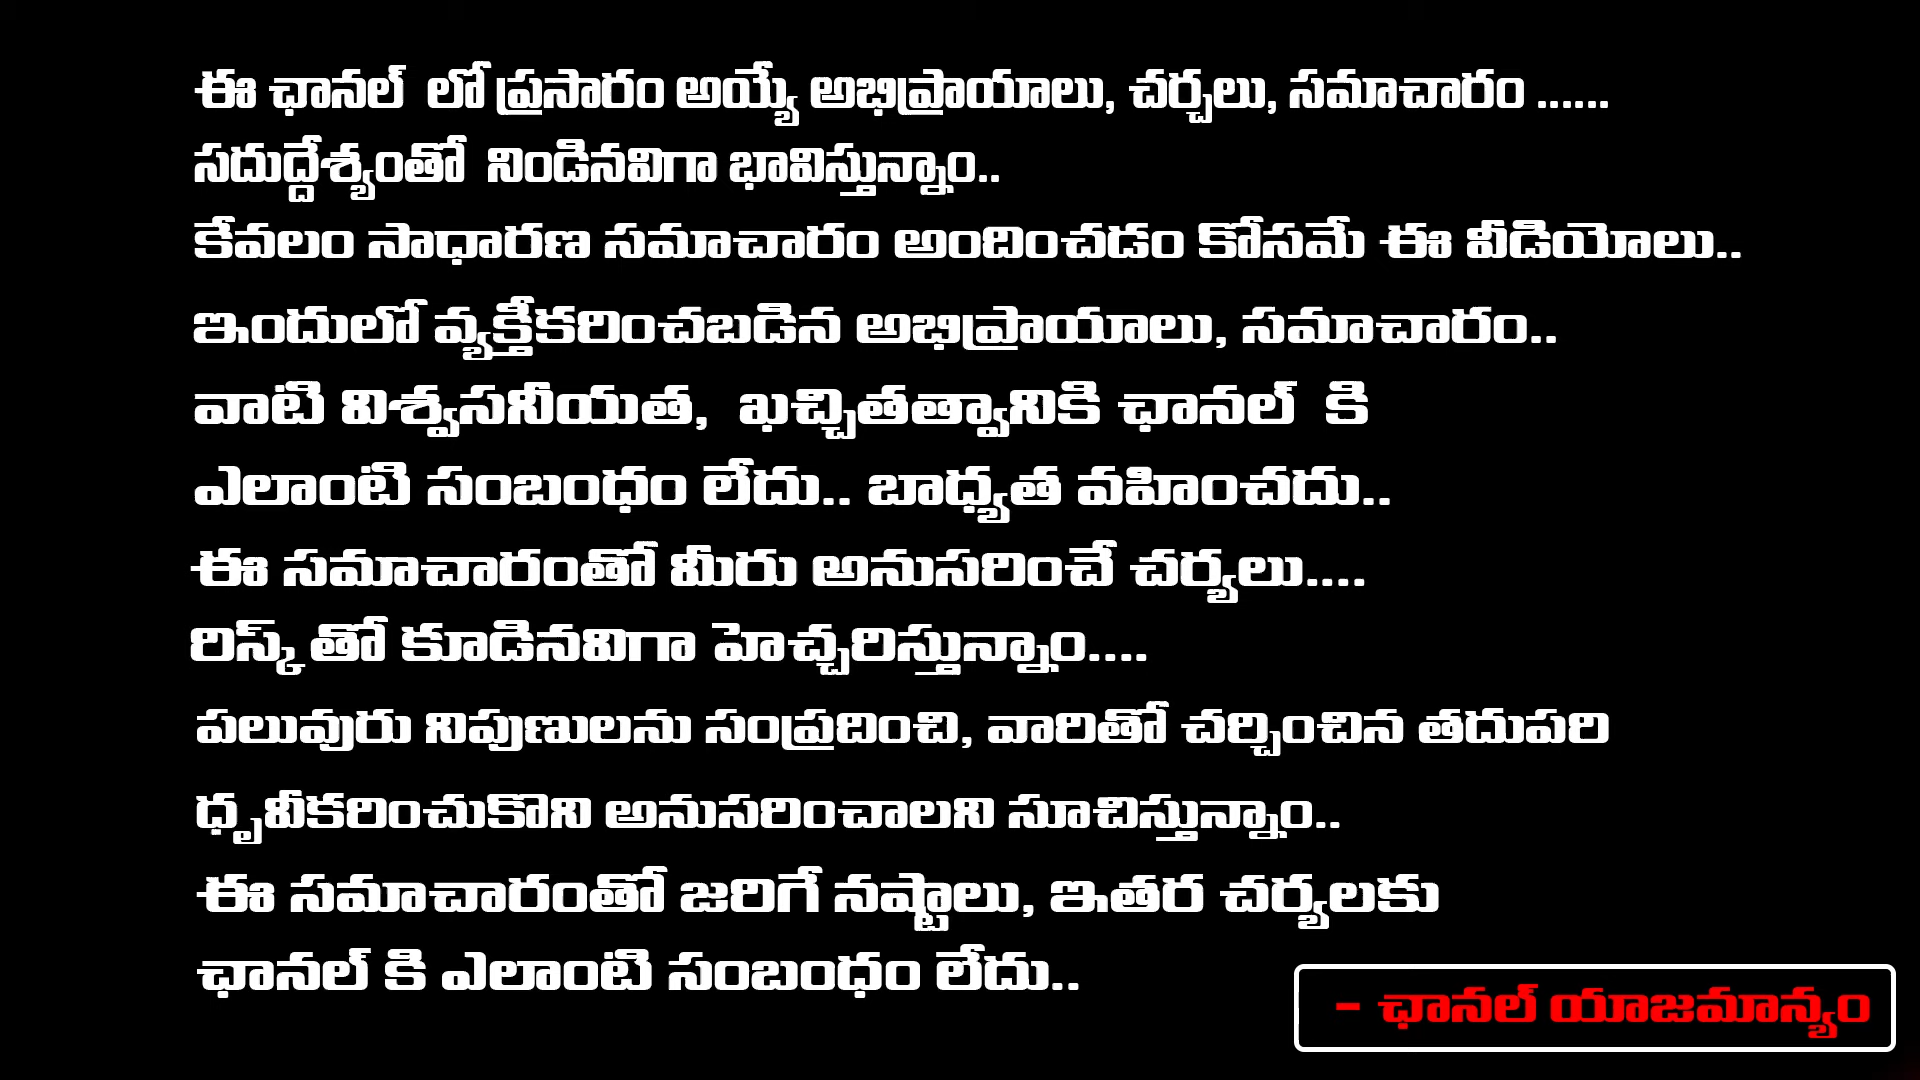 ఈ ఛానల్ లో ప్రసారం అయ్యే అభిప్రాయాలు, చర్చలు, సమాచారం ......
సదుద్దేశ్యంతో నిండినవిగా భావిస్తున్నాం..
కేవలం సాధారణ సమాచారం అందించడం కోసమే ఈ వీడియోలు..
ఇందులో వ్యక్తీకరించబడిన అభిప్రాయాలు, సమాచారం..
వాటి విశ్వసనీయత, ఖచ్చితత్వానికి ఛానల్ కి
ఎలాంటి సంబంధం లేదు.. బాధ్యత వహించదు..
ఈ సమాచారంతో మీరు అనుసరించే చర్యలు....
రిస్క్ తో కూడినవిగా హెచ్చరిస్తున్నాం....
పలువురు నిపుణులను సంప్రదించి, వారితో చర్చించిన తదుపరి
ధృవీకరించుకొని అనుసరించాలని సూచిస్తున్నాం..
ఈ సమాచారంతో జరిగే నష్టాలు, ఇతర చర్యలకు
ఛానల్ కి ఎలాంటి సంబంధం లేదు..
- ఛానల్ యాజమాన్యం